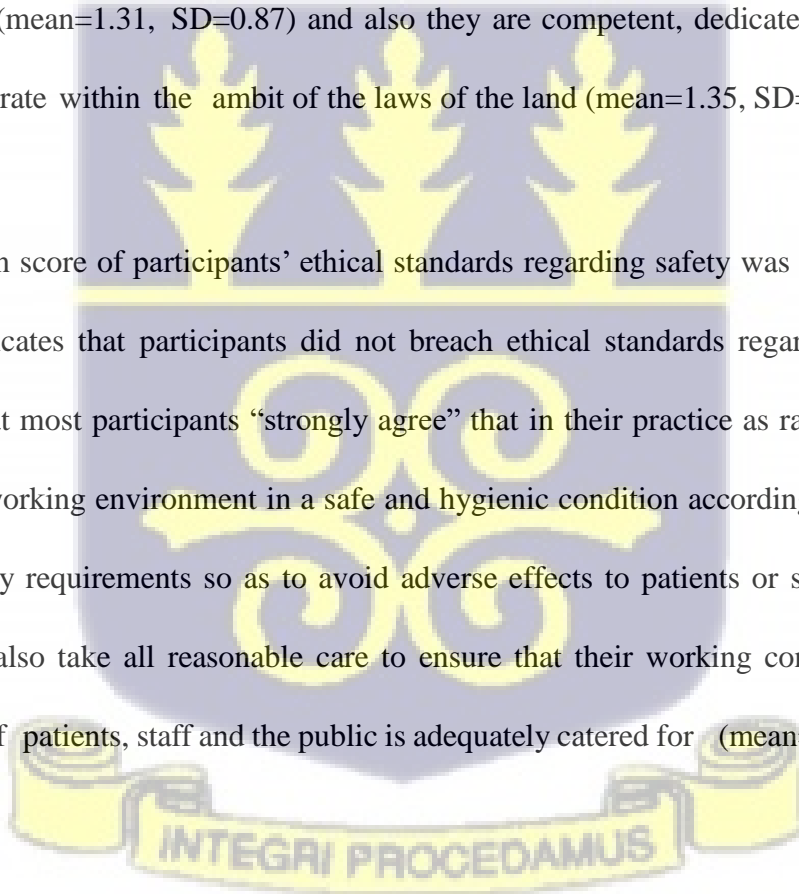 (mean=1.31, SD=0.87) and also they are competent, dedicate
rate within the ambit of the laws of the land (mean=1.35, SD=
n score of participants’ ethical standards regarding safety was
icates that participants did not breach ethical standards regar
t most participants “strongly agree” that in their practice as ra
vorking environment in a safe and hygienic condition according
y requirements so as to avoid adverse effects to patients or s
also take all reasonable care to ensure that their working con
f patients, staff and the public is adequately catered for (mean=
INTEGRI PROCEDAMUS